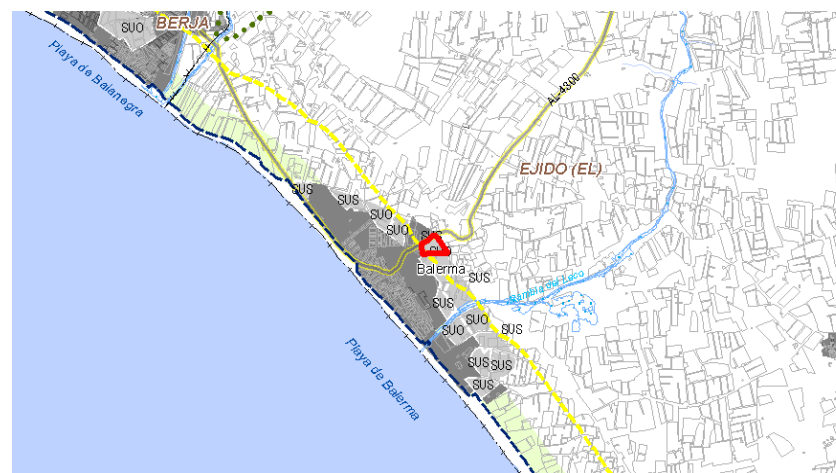 BERJA
SUO
Playa de Balanegra
AL-4300
EJIDO (EL)
SUS
SUS
SUO
SUO
SUS
Balerma
SUS
Rambla del Loco
SUS
SUO
SUO
SUS
Playa de Balerma
SUS
SUS
SUS